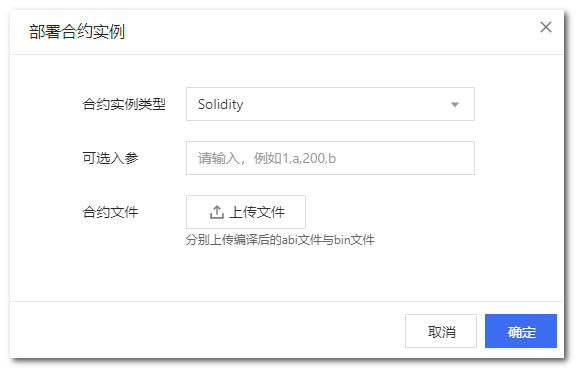 部署合约实例
合约实例类型 Solidity
可选入参 请输入，例如1,a,200,b
合约文件 上传文件
分别上传编译后的abi文件与bin文件
取消 确定